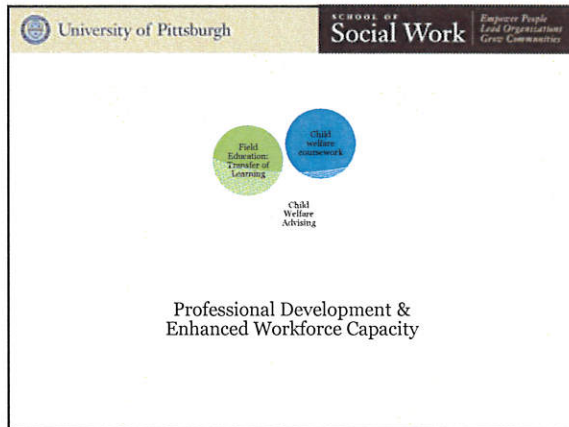 University of Pittsburgh
SCHOOL OF
Social Work
Empower People
Lead Organizations
Grow Communities
Field
Education:
Transfer of
Learning
Child
welfare
coursework
Child
Welfare
Advising
Professional Development &
Enhanced Workforce Capacity